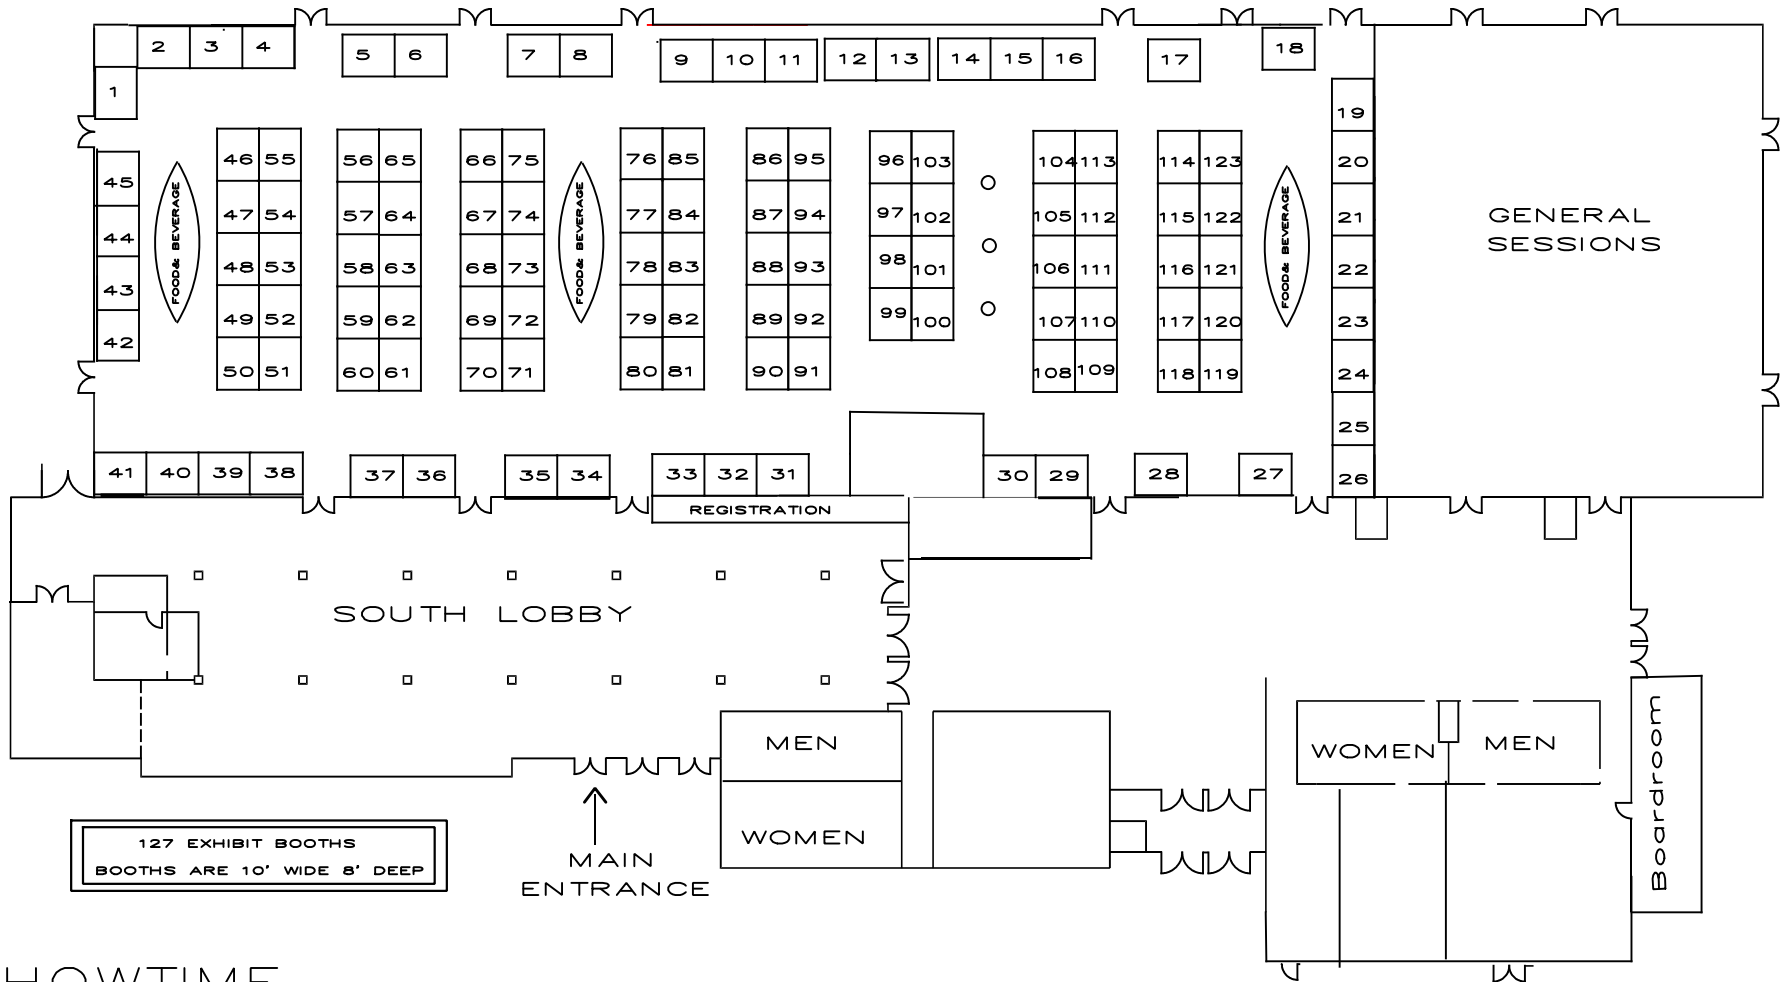 2 3 4 5 6 7 8 9 10 11 12 13 14 15 16 17 18
1
19
46 55 56 65 66 75 76 85 86 95 96 103 104 113 114 123 20
45
47 54 57 64 67 74 77 84 87 94 97 102 105 112 115 122 21
GENERAL
SESSIONS
44
FOOD& BEVERAGE
FOOD& BEVERAGE
FOOD& BEVERAGE
48 53 58 63 68 73 78 83 88 93 98 101 106 111 116 121 22
43
49 52 59 62 69 72 79 82 89 92 99 100 107 110 117 120 23
42
50 51 60 61 70 71 80 81 90 91 108 109 118 119 24
25
41 40 39 38 37 36 35 34 33 32 31 30 29 28 27 26
REGISTRATION
SOUTH LOBBY
MEN
WOMEN
WOMEN
MEN
Boardroom
127 EXHIBIT BOOTHS
BOOTHS ARE 10' WIDE 8' DEEP
MAIN
ENTRANCE
HOWTIME